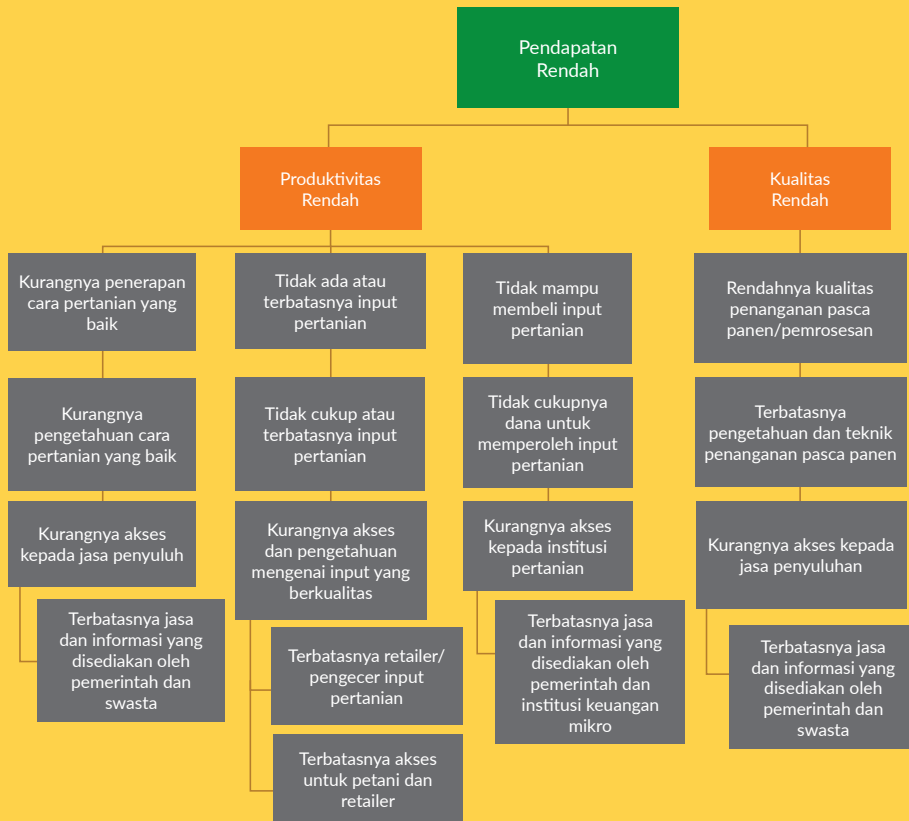 Pendapatan
Rendah
Produktivitas
Rendah
Kualitas
Rendah
Kurangnya penerapan
cara pertanian yang
baik
Tidak ada atau
terbatasnya input
pertanian
Tidak mampu
membeli input
pertanian
Rendahnya kualitas
penanganan pasca
panen/pemrosesan
Kurangnya
pengetahuan cara
pertanian yang baik
Tidak cukup atau
terbatasnya input
pertanian
Tidak cukupnya
dana untuk
memperoleh input
pertanian
Terbatasnya
pengetahuan dan teknik
penanganan pasca panen
Kurangnya akses
kepada jasa penyuluh
Kurangnya akses
dan pengetahuan
mengenai input yang
berkualitas
Kurangnya akses
kepada institusi
pertanian
Kurangnya akses kepada
jasa penyuluhan
Terbatasnya jasa
dan informasi yang
disediakan oleh
pemerintah dan
swasta
Terbatasnya retailer/
pengecer input
pertanian
Terbatasnya akses
untuk petani dan
retailer
Terbatasnya jasa
dan informasi yang
disediakan oleh
pemerintah dan
institusi keuangan
mikro
Terbatasnya jasa
dan informasi yang
disediakan oleh
pemerintah dan
swasta